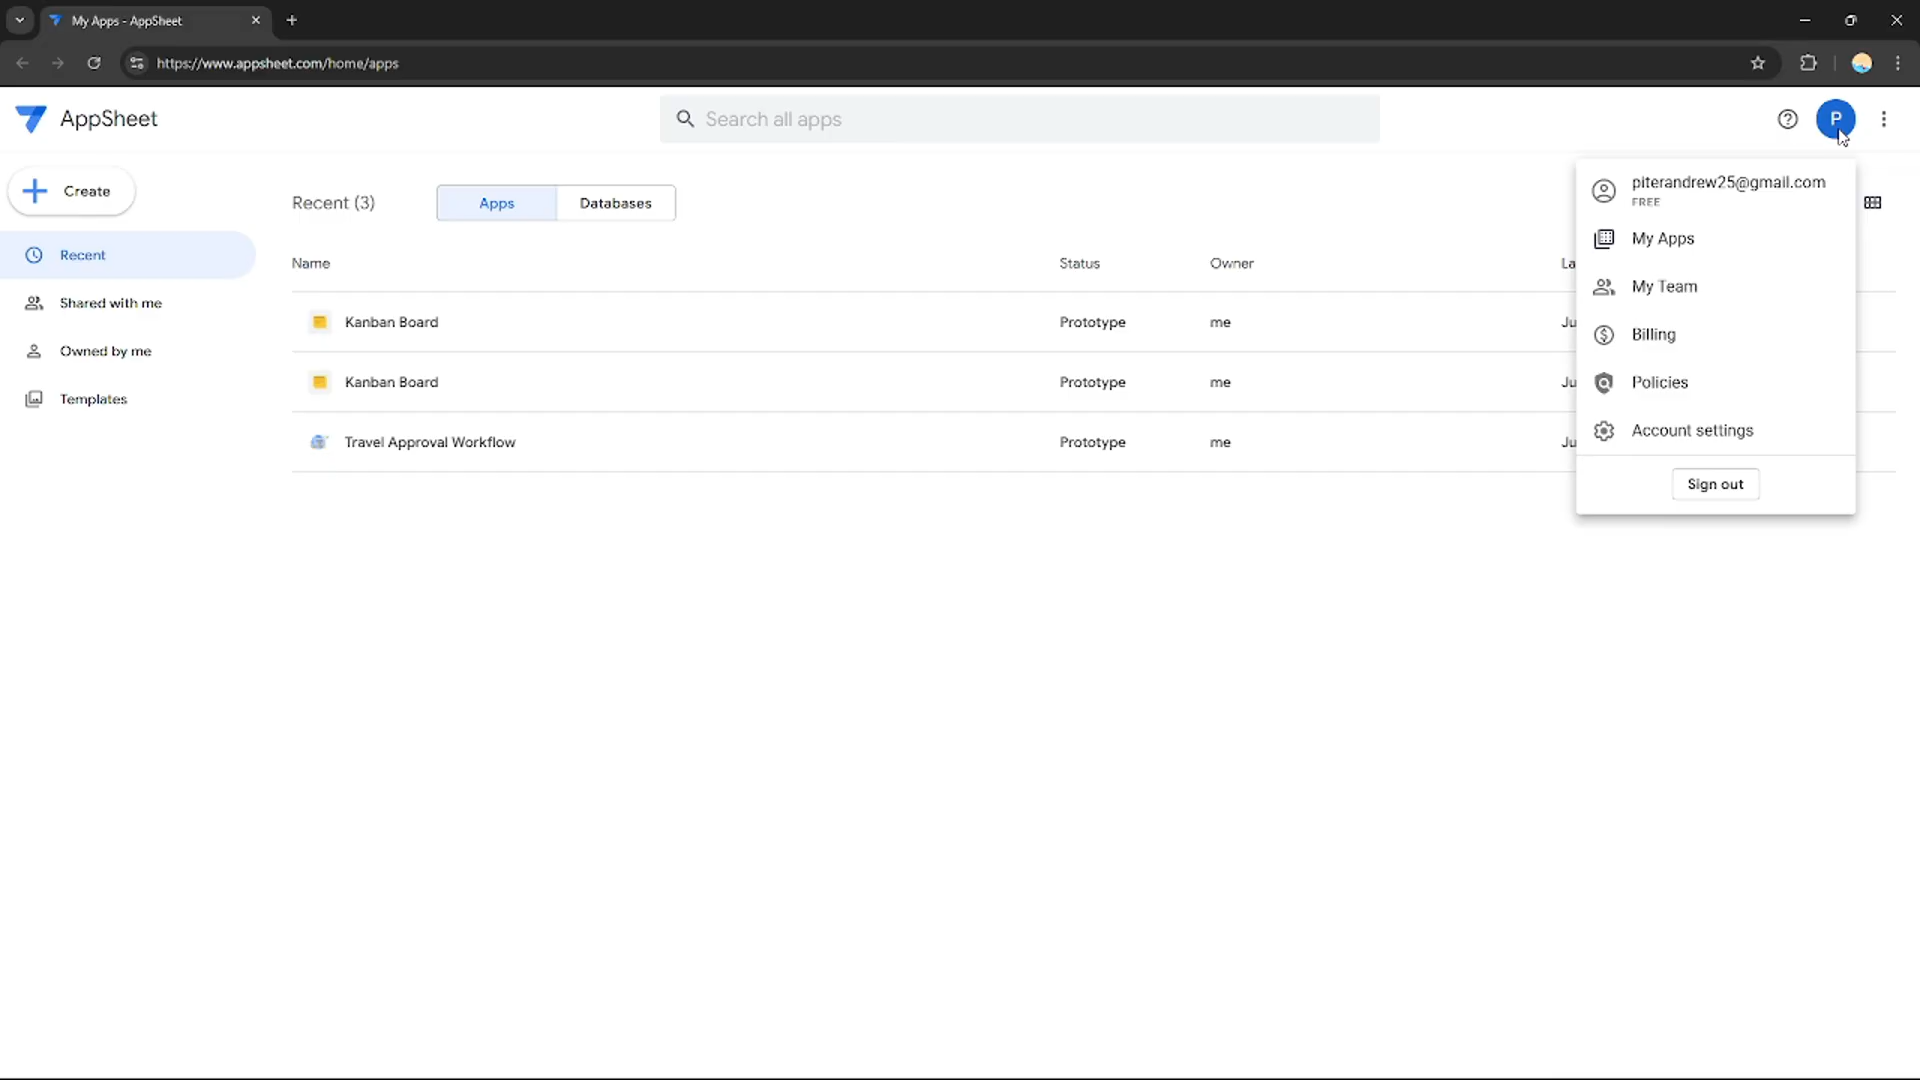 My Apps - AppSheet
https://www.appsheet.com/home/apps
AppSheet
Search all apps
P
Create
Recent (3)
Apps
Databases
piterandrew25@gmail.com
FREE
Recent
Shared with me
Owned by me
Templates
Name
Status
Owner
La
Kanban Board
Prototype
me
Ju
Kanban Board
Prototype
me
Ju
Travel Approval Workflow
Prototype
me
Ju
My Apps
My Team
Billing
Policies
Account settings
Sign out